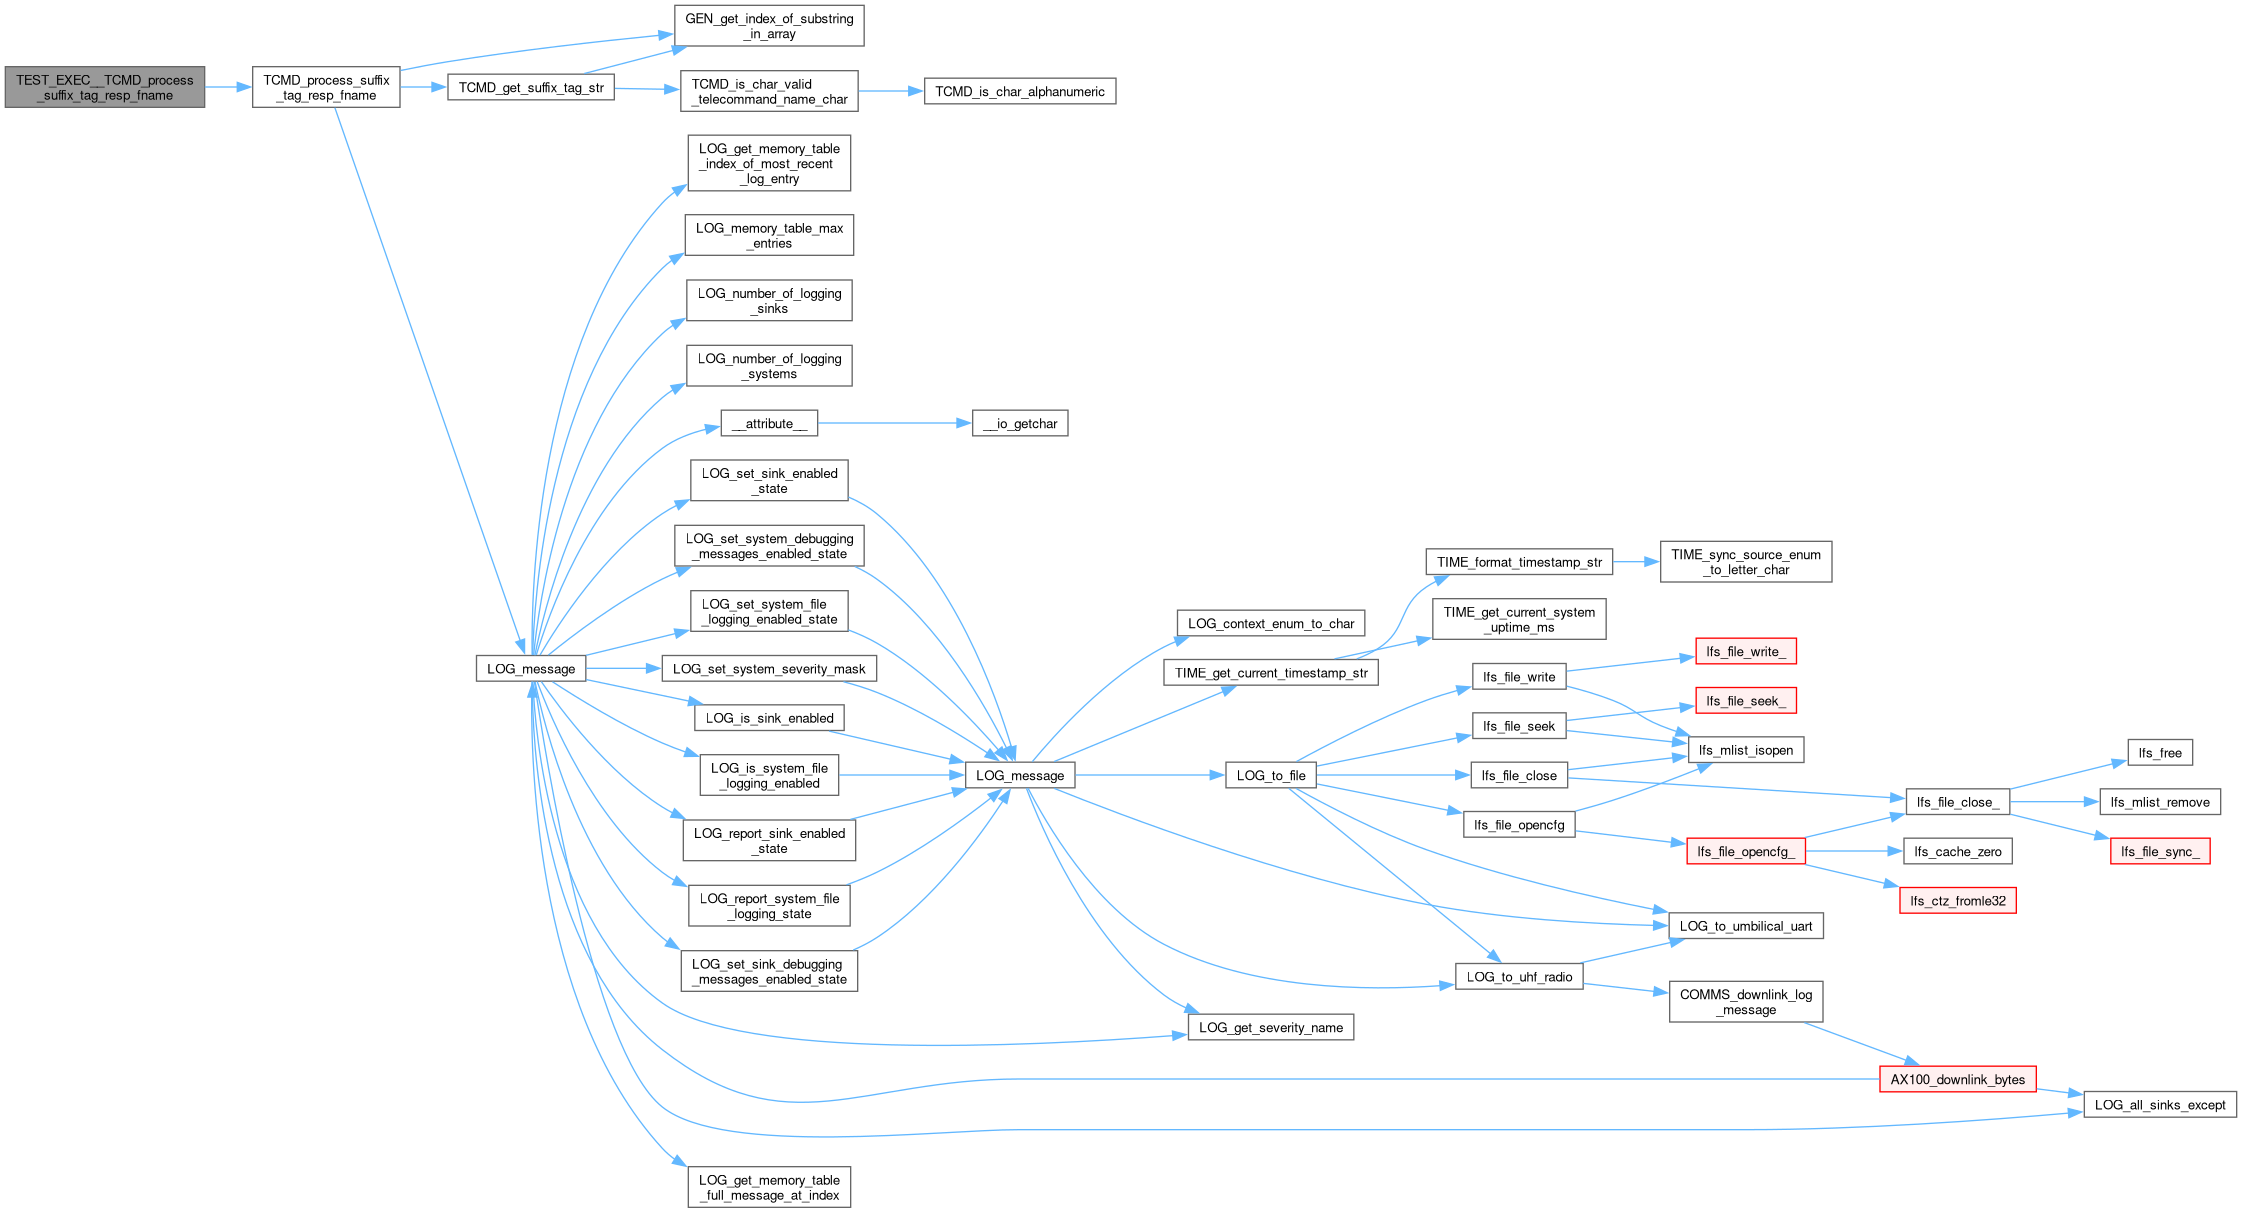 TEST_EXEC__TCMD_process
_suffix_tag_resp_fname
TCMD_process_suffix
_tag_resp_fname
GEN_get_index_of_substring
_in_array
TCMD_get_suffix_tag_str
TCMD_is_char_valid
_telecommand_name_char
TCMD_is_char_alphanumeric
LOG_get_memory_table
_index_of_most_recent
_log_entry
LOG_memory_table_max
_entries
LOG_number_of_logging
_sinks
LOG_number_of_logging
_systems
__attribute__
__io_getchar
LOG_set_sink_enabled
_state
LOG_set_system_debugging
_messages_enabled_state
LOG_set_system_file
_logging_enabled_state
LOG_message
LOG_set_system_severity_mask
LOG_is_sink_enabled
LOG_is_system_file
_logging_enabled
LOG_report_sink_enabled
_state
LOG_report_system_file
_logging_state
LOG_set_sink_debugging
_messages_enabled_state
LOG_get_memory_table
_full_message_at_index
LOG_message
LOG_context_enum_to_char
TIME_get_current_timestamp_str
LOG_to_file
LOG_get_severity_name
TIME_format_timestamp_str
TIME_sync_source_enum
_to_letter_char
TIME_get_current_system
_uptime_ms
lfs_file_write
lfs_file_write_
lfs_file_seek
lfs_file_seek_
lfs_file_close
lfs_mlist_isopen
lfs_file_opencfg
lfs_file_opencfg_
lfs_file_close_
lfs_free
lfs_mlist_remove
lfs_file_sync_
lfs_cache_zero
lfs_ctz_fromle32
LOG_to_umbilical_uart
LOG_to_uhf_radio
COMMS_downlink_log
_message
AX100_downlink_bytes
LOG_all_sinks_except